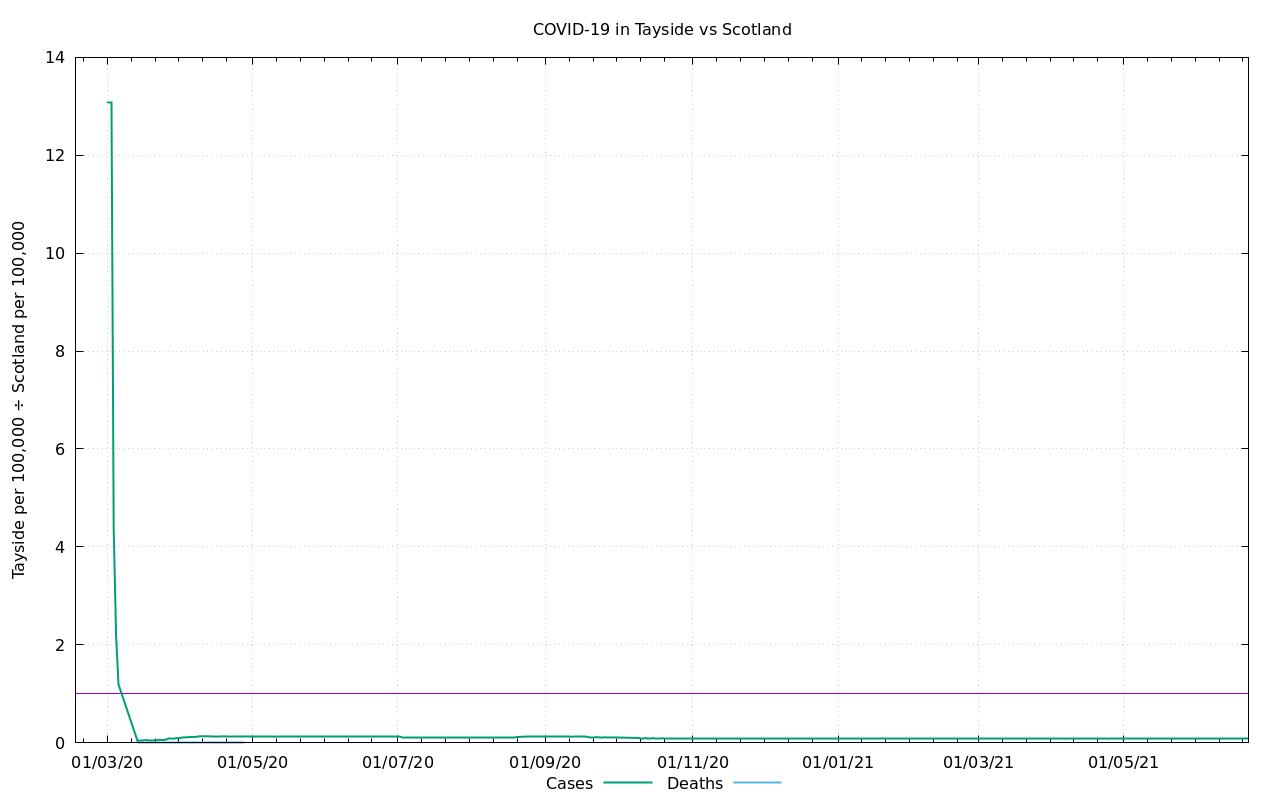 COVID-19 in Tayside vs Scotland
Tayside per 100,000 ÷ Scotland per 100,000
14
12
10
8
6
4
2
0
01/03/20 01/05/20 01/07/20 01/09/20 01/11/20 01/01/21 01/03/21 01/05/21
Cases Deaths